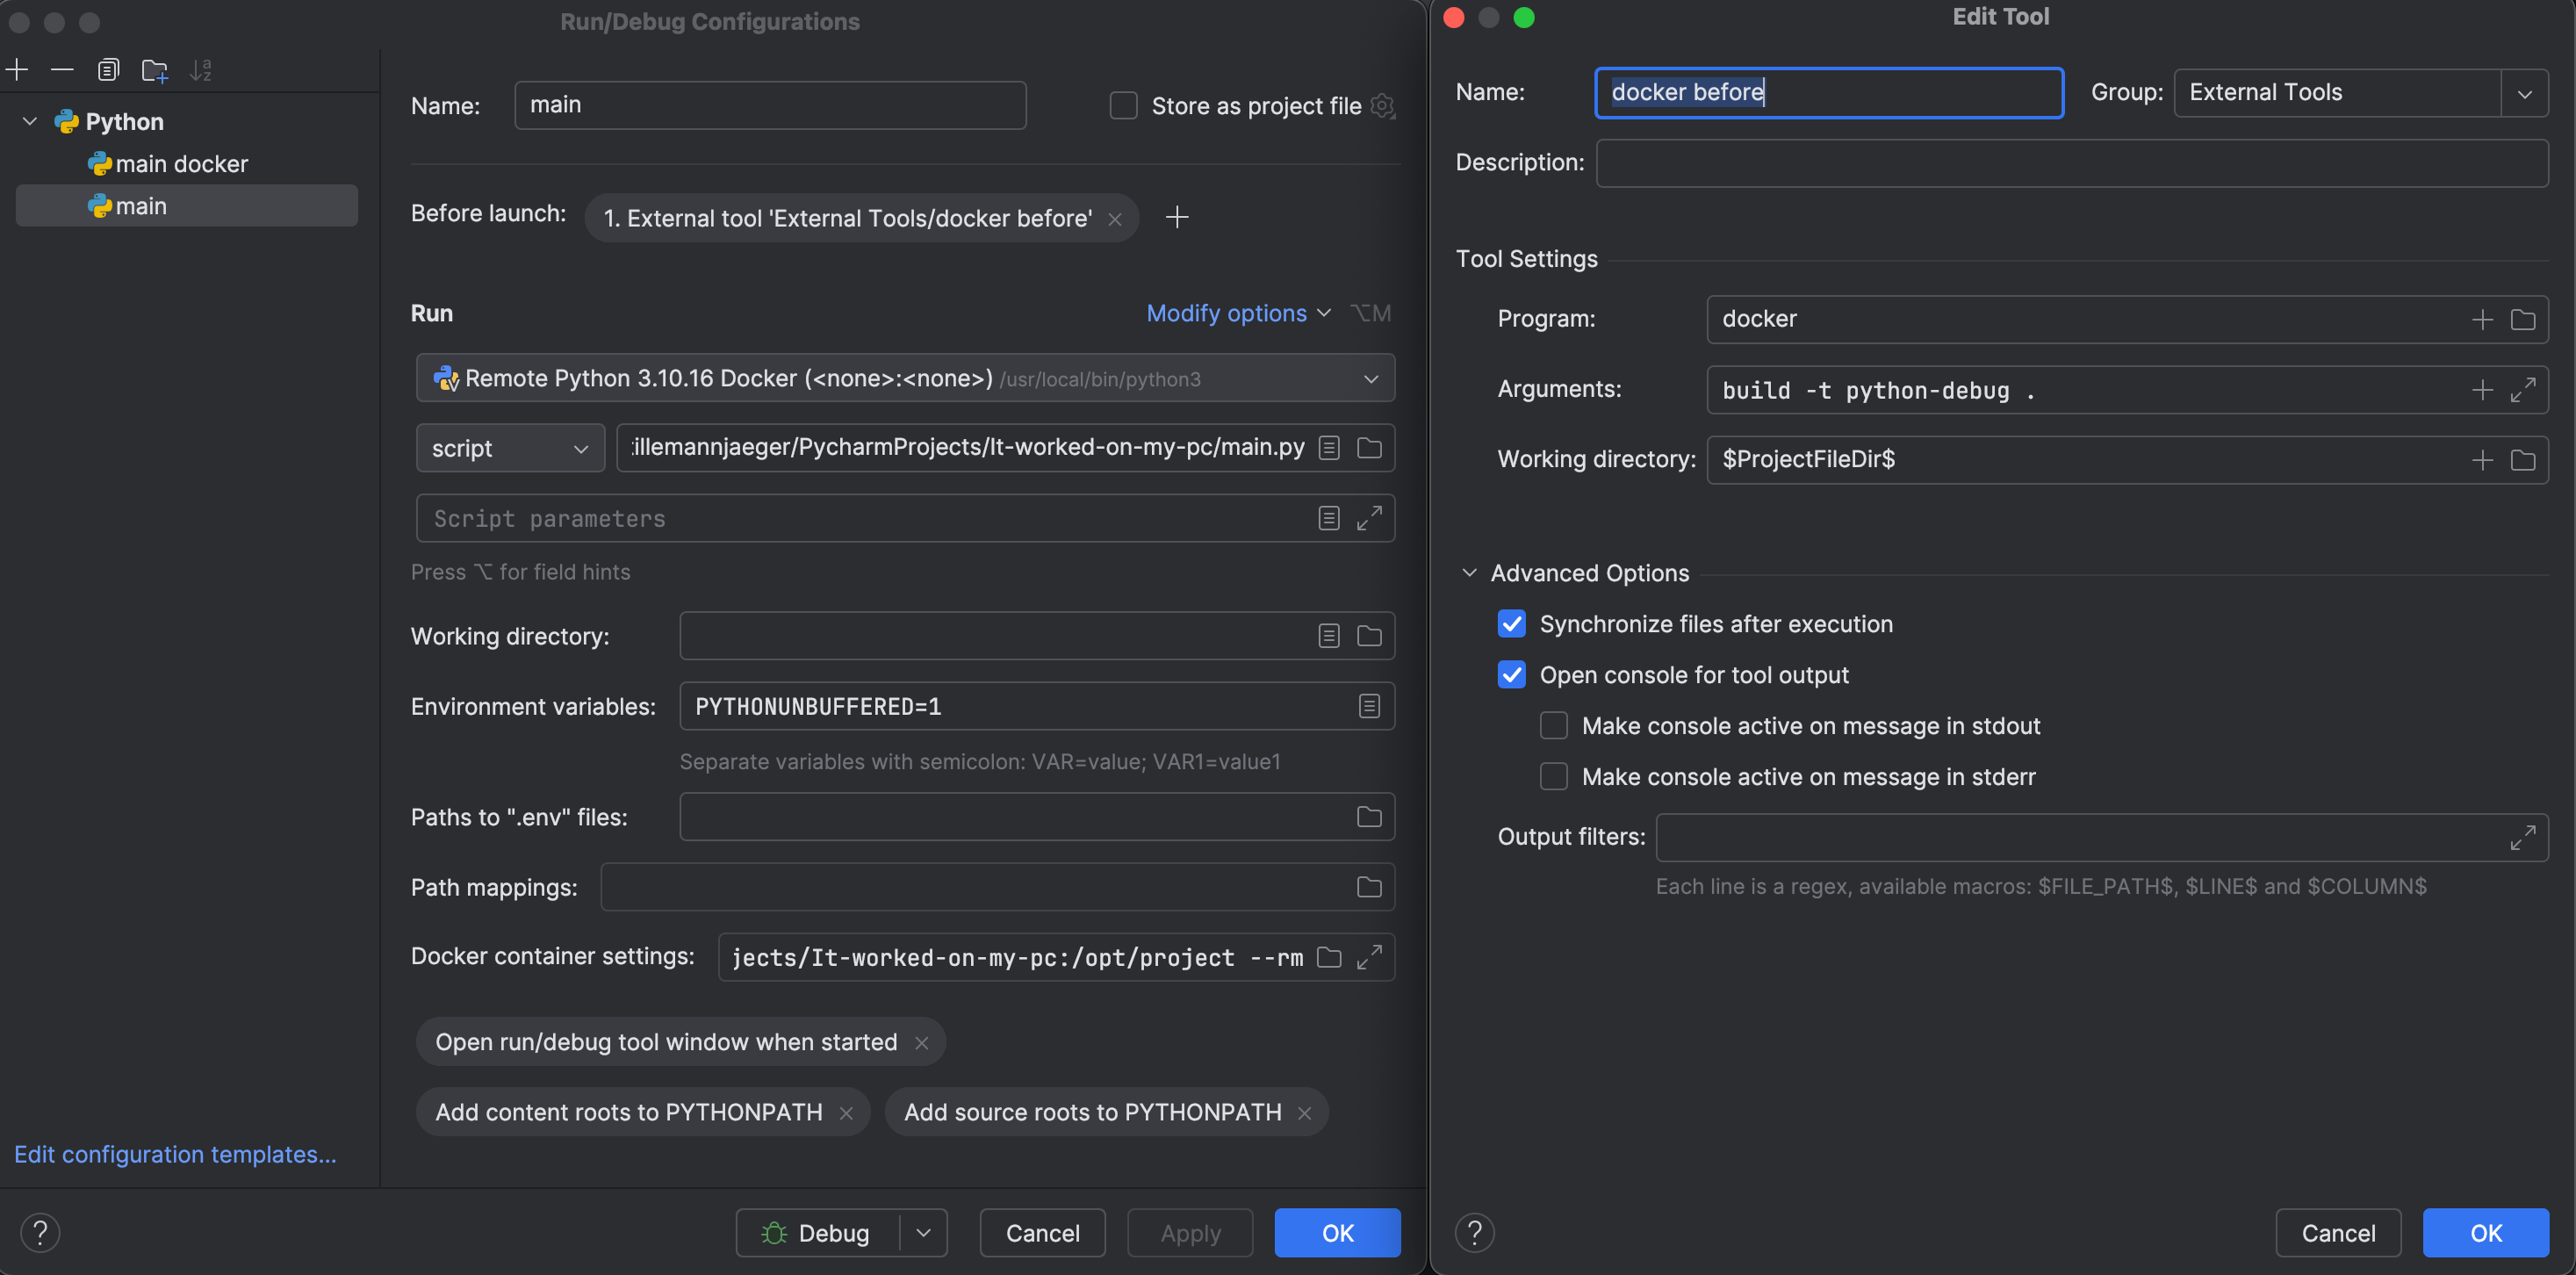 Run/Debug Configurations
Python
main docker
main
Edit configuration templates...
Name:
main
Store as project file
Before launch:
1. External tool 'External Tools/docker before'
Run
Modify options
⌥M
Remote Python 3.10.16 Docker (<none>:<none>) /usr/local/bin/python3
script
illemannjaeger/PycharmProjects/It-worked-on-my-pc/main.py
Script parameters
Press ⌥ for field hints
Working directory:
Environment variables:
PYTHONUNBUFFERED=1
Separate variables with semicolon: VAR=value; VAR1=value1
Paths to ".env" files:
Path mappings:
Docker container settings:
jects/It-worked-on-my-pc:/opt/project --rm
Open run/debug tool window when started
Add content roots to PYTHONPATH
Add source roots to PYTHONPATH
?
Debug
Cancel
Apply
OK
Edit Tool
Name:
docker before
Group:
External Tools
Description:
Tool Settings
Program:
docker
Arguments:
build -t python-debug .
Working directory:
$ProjectFileDir$
Advanced Options
Synchronize files after execution
Open console for tool output
Make console active on message in stdout
Make console active on message in stderr
Output filters:
Each line is a regex, available macros: $FILE_PATH$, $LINE$ and $COLUMN$
?
Cancel
OK